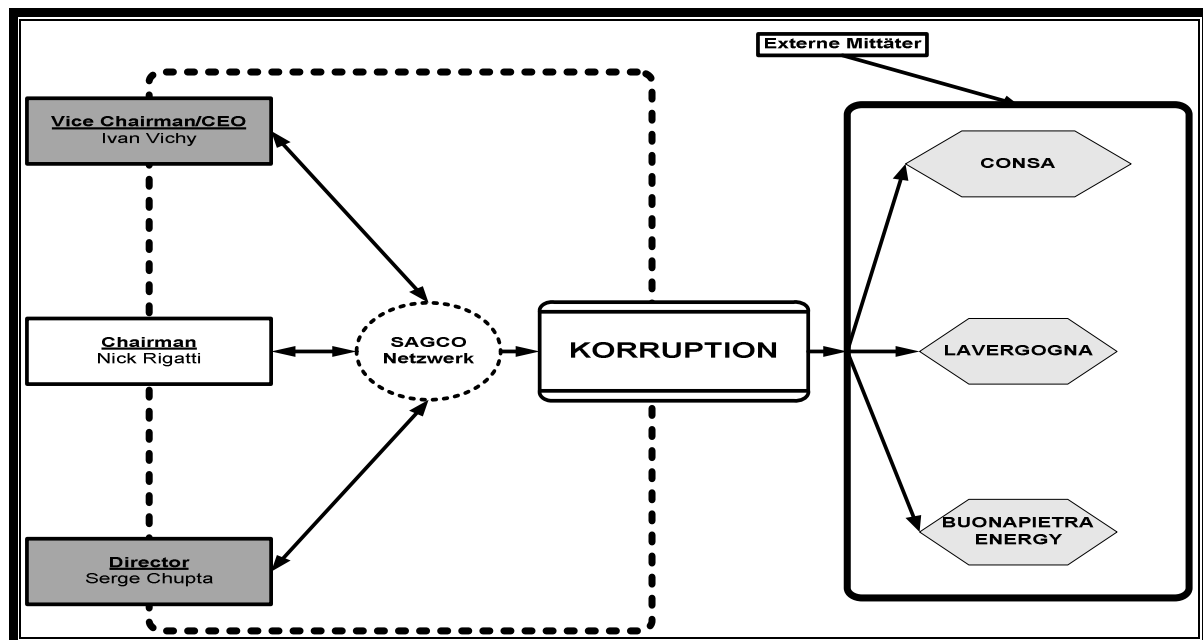 Externe Mittäter
Vice Chairman/CEO
Ivan Vichy
CONSA
Chairman
Nick Rigatti
SAGCO
Netzwerk
KORRUPTION
LAVERGOGNA
Director
Serge Chupta
BUONAPIETRA
ENERGY